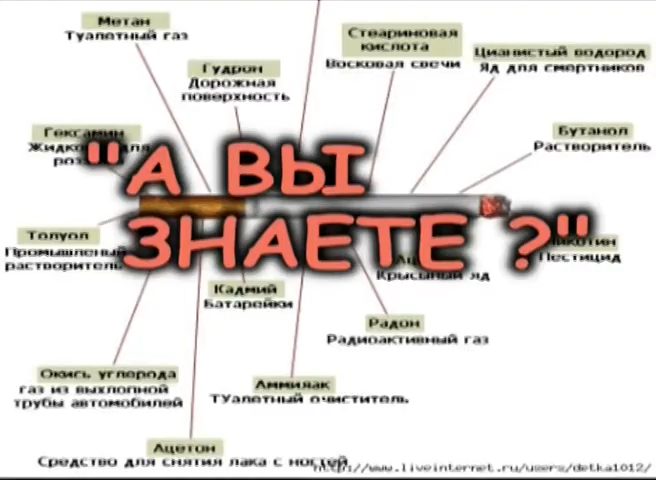 Метан
Туалетный газ
Стеариновая
кислота
Восковая свечи
Цианистый водород
Яд для смертников
Гудрон
Дорожная
поверхность
Бутанол
Растворитель
Гексамин
"А ВЫ
ЗНАЕТЕ ?"
Толуол
Промышленый
растворитель
Пестицид
Крысиный яд
Кадмий
Батарейки
Радон
Радиоактивный газ
Окись углерода
газ из выхлопной
трубы автомобилей
Аммиак
ТУалетный очиститель
Ацетон
Средство для снятия лака с ногтей
http://www.liveinternet.ru/users/detka1012/